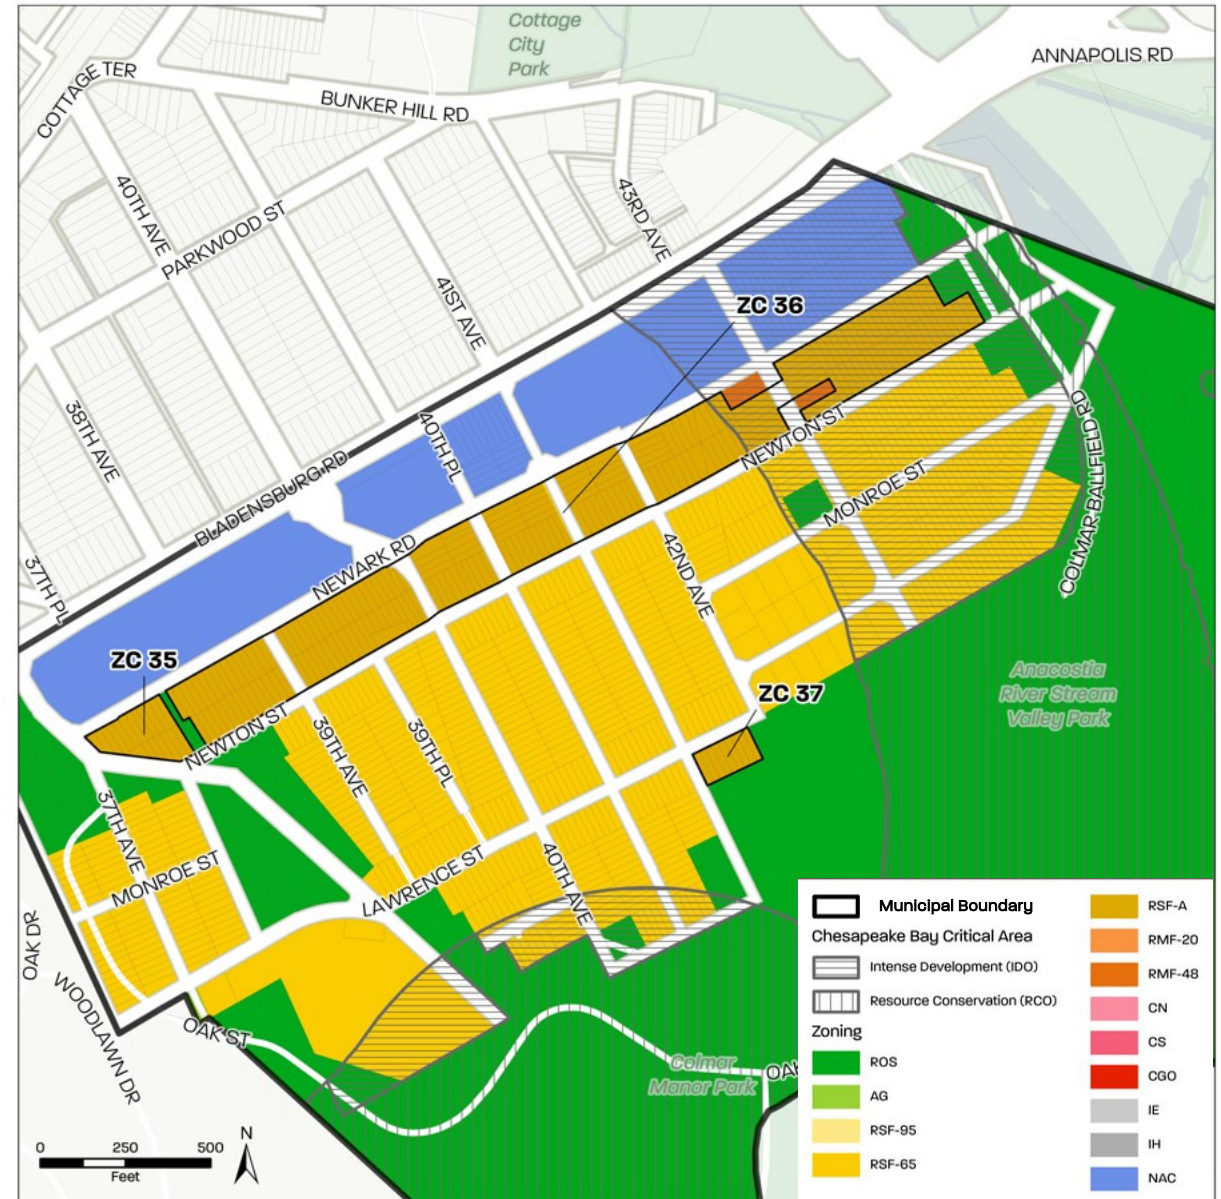 Cottage
City
Park
ANNAPOLIS RD
COTTAGE TER
BUNKER HILL RD
40TH AVE
43RD AVE
PARKWOOD ST
41ST AVE
ZC 36
38TH AVE
40TH PL
NEWTON ST
COLMAR BALLFIELD RD
BLADENSBURG RD
MONROE ST
37TH PL
NEWARK RD
42ND AVE
ZC 35
Anacostia
River Stream
Valley Park
ZC 37
NEWTON ST
39TH AVE
39TH PL
37TH AVE
MONROE ST
LAWRENCE ST
40TH AVE
OAK DR
WOODLAWN DR
OAK ST
Colmar
Manor Park
OAK
0 250 500
Feet
N
Municipal Boundary
Chesapeake Bay Critical Area
Intense Development (IDO)
Resource Conservation (RCO)
Zoning
ROS
AG
RSF-95
RSF-65
RSF-A
RMF-20
RMF-48
CN
CS
CGO
IE
IH
NAC